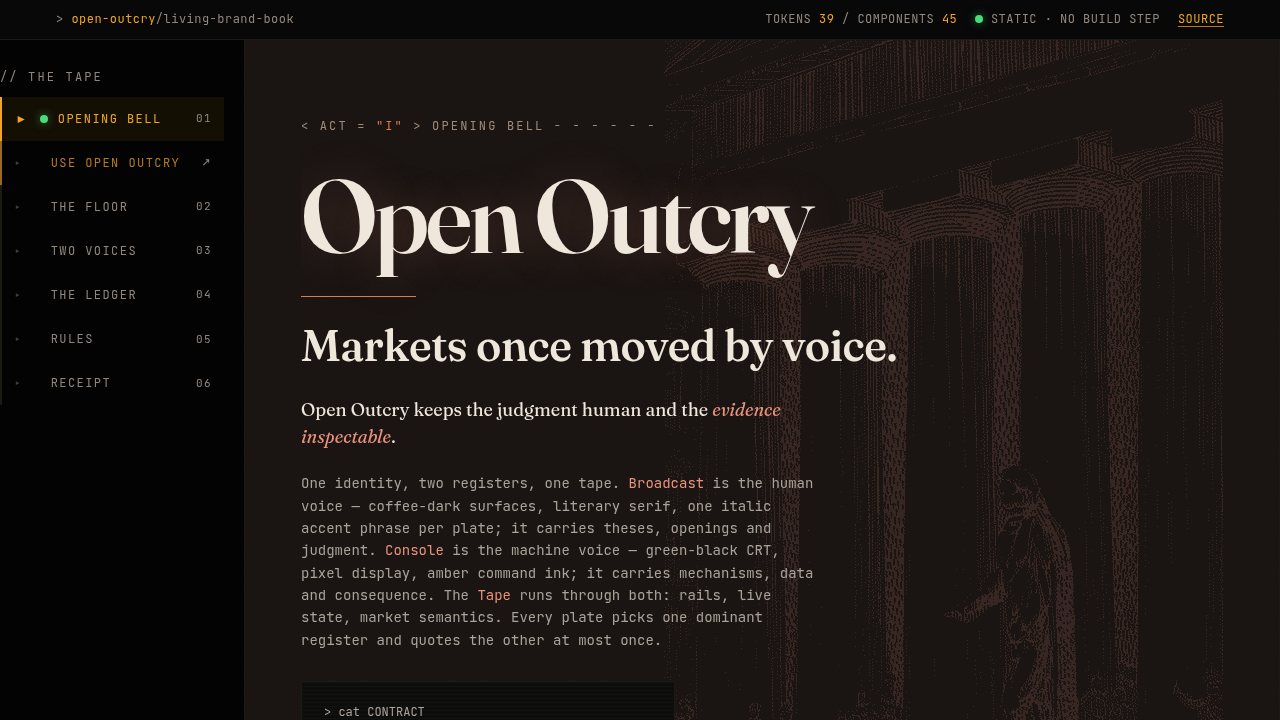 > open-outcry/living-brand-book
TOKENS 39 / COMPONENTS 45
STATIC · NO BUILD STEP
SOURCE
// THE TAPE
▶ OPENING BELL 01
▸ USE OPEN OUTCRY ↗
▸ THE FLOOR 02
▸ TWO VOICES 03
▸ THE LEDGER 04
▸ RULES 05
▸ RECEIPT 06
< ACT = "I" > OPENING BELL - - - - - -
Open Outcry
Markets once moved by voice.
Open Outcry keeps the judgment human and the evidence
inspectable.
One identity, two registers, one tape. Broadcast is the human
voice — coffee-dark surfaces, literary serif, one italic
accent phrase per plate; it carries theses, openings and
judgment. Console is the machine voice — green-black CRT,
pixel display, amber command ink; it carries mechanisms, data
and consequence. The Tape runs through both: rails, live
state, market semantics. Every plate picks one dominant
register and quotes the other at most once.
> cat CONTRACT